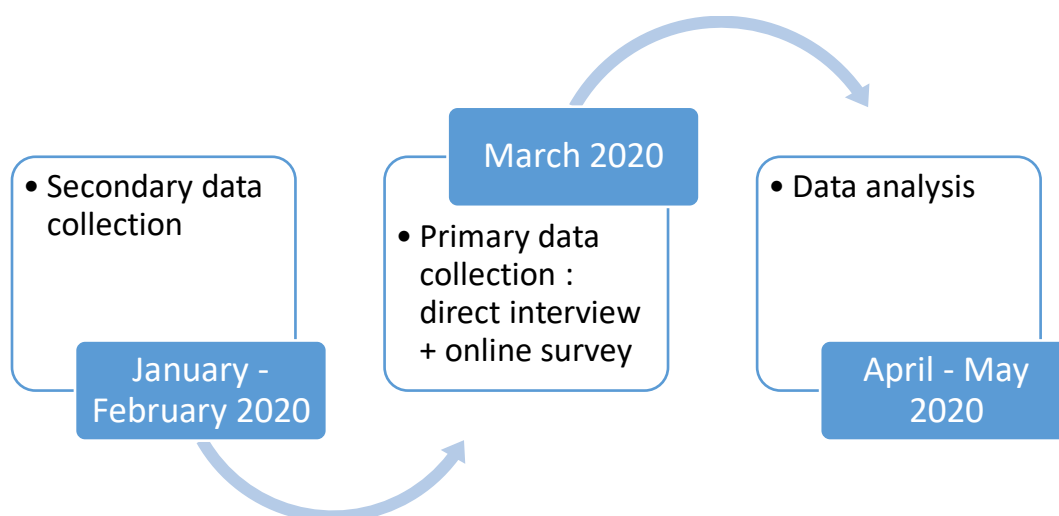 • Secondary data
collection
January -
February 2020
March 2020
• Primary data
collection :
direct interview
+ online survey
• Data analysis
April - May
2020